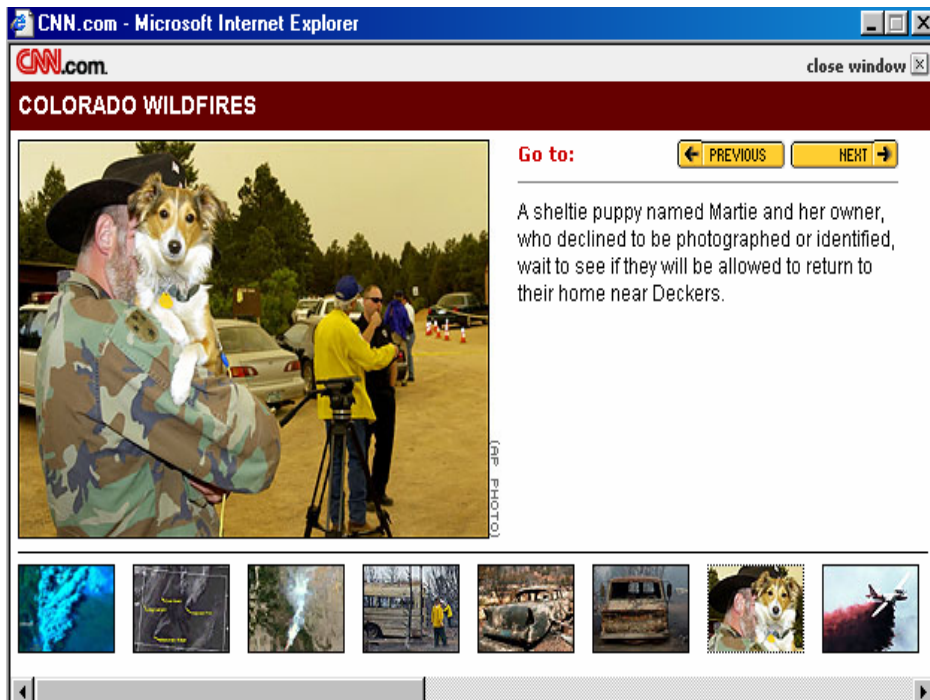 CNN.com - Microsoft Internet Explorer
CNN.com.
close window
COLORADO WILDFIRES
Go to:
PREVIOUS
NEXT
A sheltie puppy named Martie and her owner,
who declined to be photographed or identified,
wait to see if they will be allowed to return to
their home near Deckers.
(AP PHOTO)